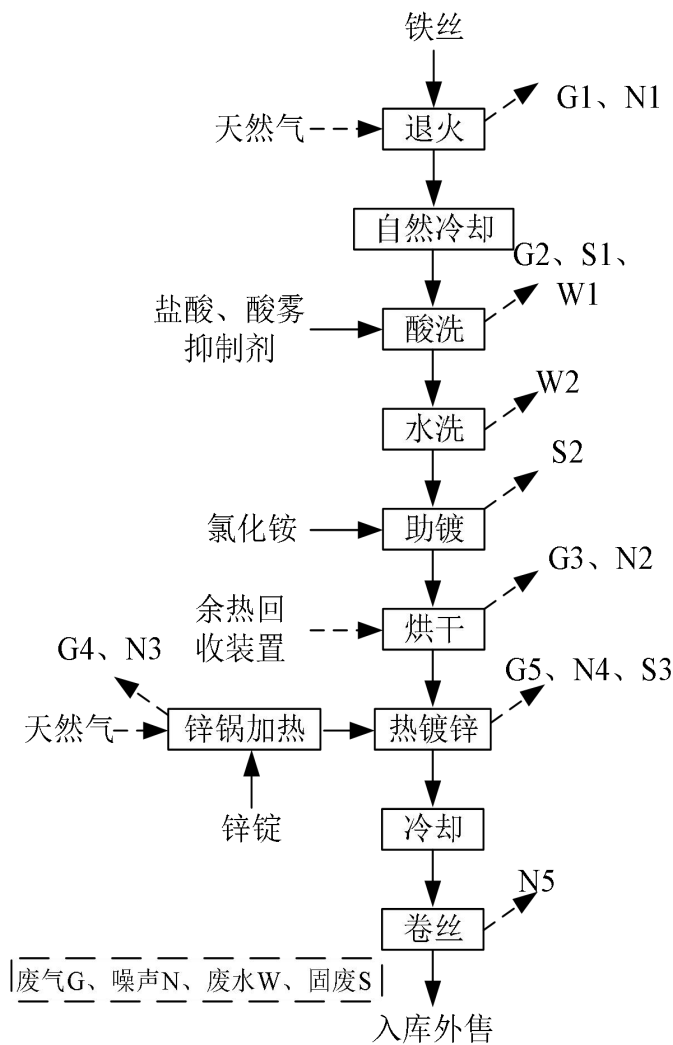 铁丝
G1、N1
天然气
退火
自然冷却
G2、S1、
W1
盐酸、酸雾
抑制剂
酸洗
W2
水洗
S2
氯化铵
助镀
G3、N2
余热回
收装置
烘干
G4、N3
G5、N4、S3
天然气
锌锅加热
热镀锌
锌锭
冷却
N5
卷丝
废气G、噪声N、废水W、固废S
入库外售